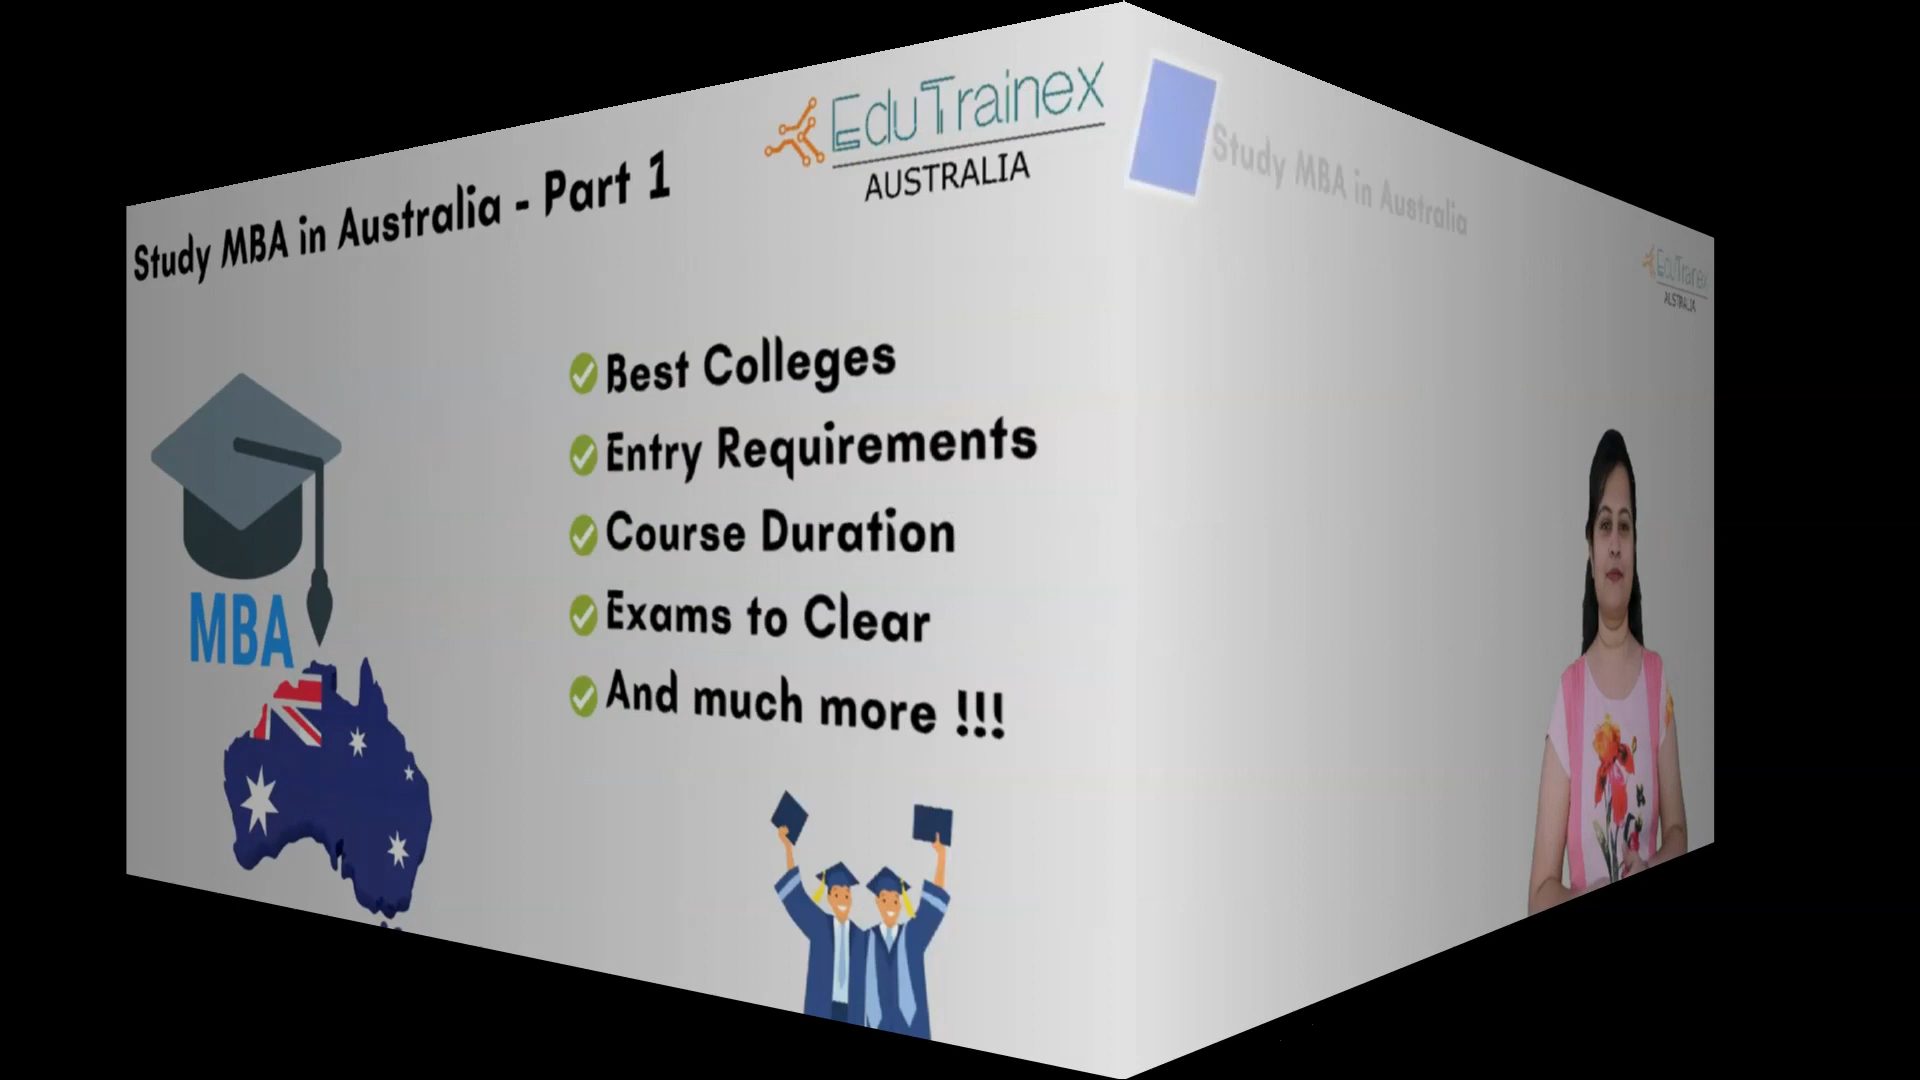 Study MBA in Australia - Part 1
EduTrainex
AUSTRALIA
Best Colleges
Entry Requirements
Course Duration
Exams to Clear
And much more !!!
MBA
Study MBA in Australia
EduTrainex
AUSTRALIA